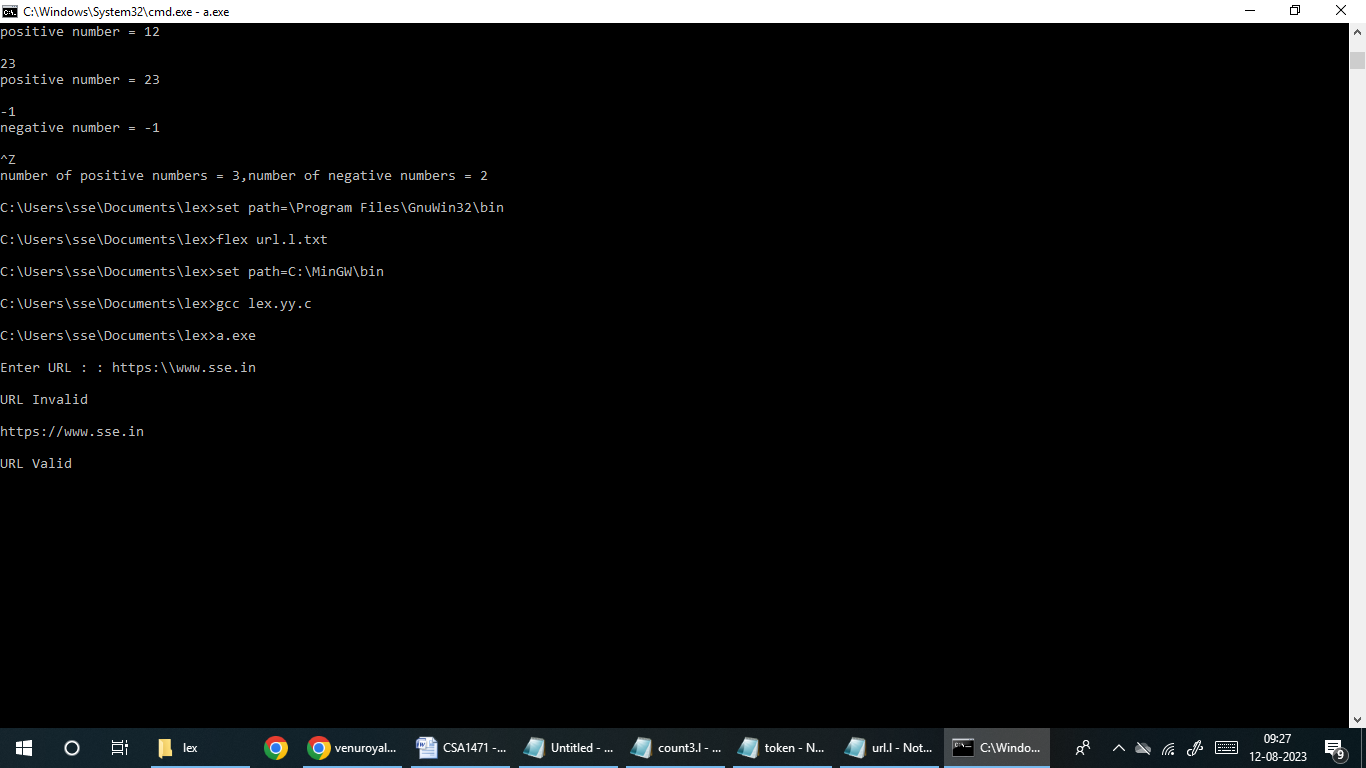 C:\Windows\System32\cmd.exe - a.exe
positive number = 12
23
positive number = 23
-1
negative number = -1
^Z
number of positive numbers = 3,number of negative numbers = 2
C:\Users\sse\Documents\lex>set path=\Program Files\GnuWin32\bin
C:\Users\sse\Documents\lex>flex url.l.txt
C:\Users\sse\Documents\lex>set path=C:\MinGW\bin
C:\Users\sse\Documents\lex>gcc lex.yy.c
C:\Users\sse\Documents\lex>a.exe
Enter URL : : https:\\www.sse.in
URL Invalid
https://www.sse.in
URL Valid
lex
venuroyal...
CSA1471 -...
Untitled - ...
count3.l - ...
token - N...
url.l - Not...
C:\Windo...
09:27
12-08-2023
9